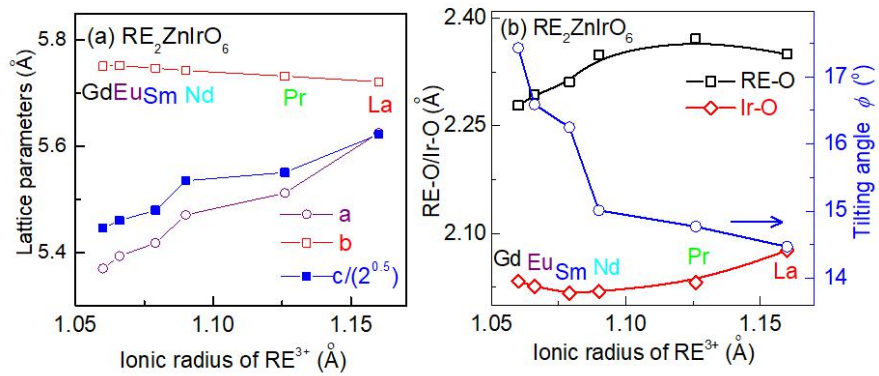 (a) RE₂ZnIrO₆
Lattice parameters (Å)
5.8
5.6
5.4
Gd Eu Sm Nd Pr La
a
b
c/(2^0.5)
1.05 1.10 1.15
Ionic radius of RE³⁺ (Å)
(b) RE₂ZnIrO₆
RE-O/Ir-O (Å)
2.40
2.25
2.10
RE-O
Ir-O
Gd Eu Sm Nd Pr La
17
16
15
14
Tilting angle ϕ (°)
1.05 1.10 1.15
Ionic radius of RE³⁺ (Å)